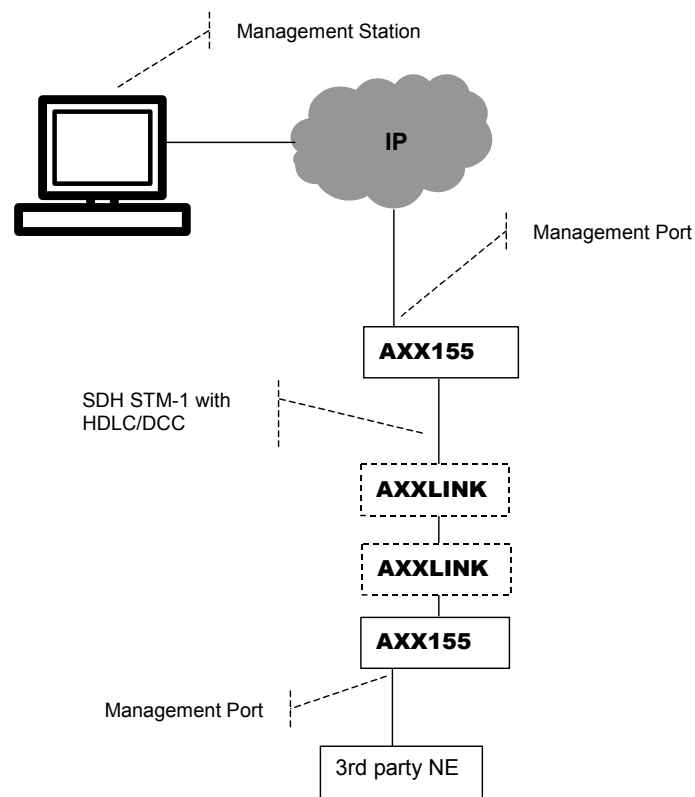 Management Station
IP
Management Port
AXX155
SDH STM-1 with
HDLC/DCC
AXXLINK
AXXLINK
AXX155
Management Port
3rd party NE